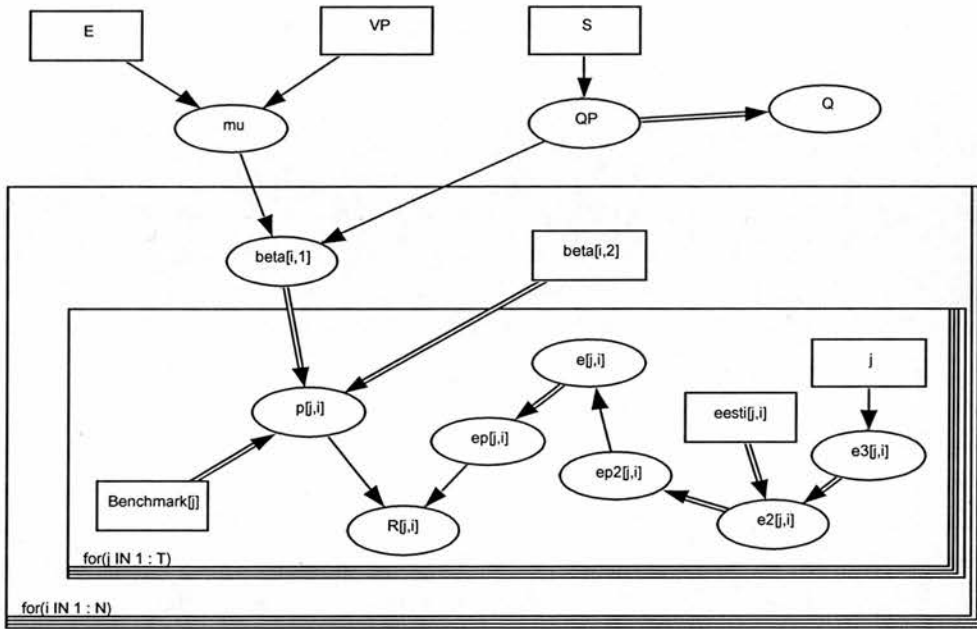 E
VP
S
mu
QP
Q
beta[i,1]
beta[i,2]
e[j,i]
j
p[j,i]
ep[j,i]
eesti[j,i]
e3[j,i]
ep2[j,i]
Benchmark[j]
R[j,i]
e2[j,i]
for(j IN 1 : T)
for(i IN 1 : N)